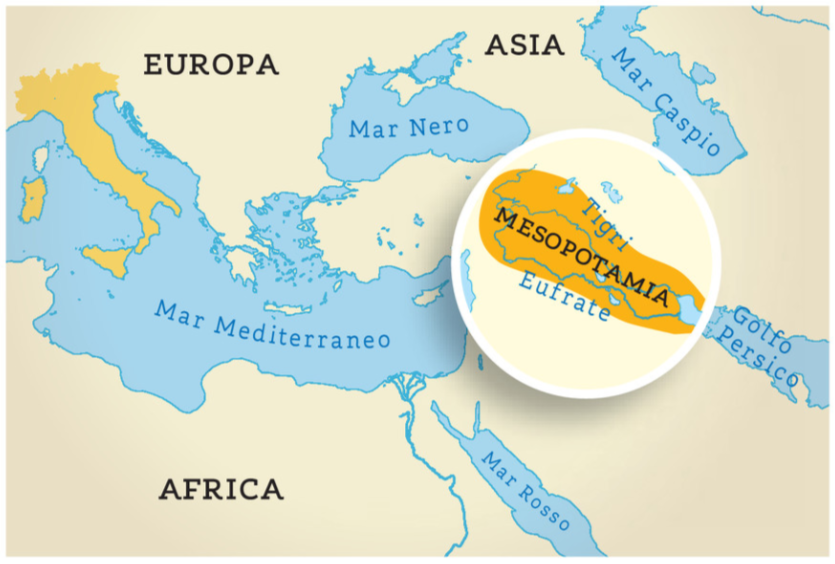 EUROPA
ASIA
Mar Nero
Mar Caspio
Tigri
MESOPOTAMIA
Eufrate
Golfo
Persico
Mar Mediterraneo
AFRICA
Mar Rosso